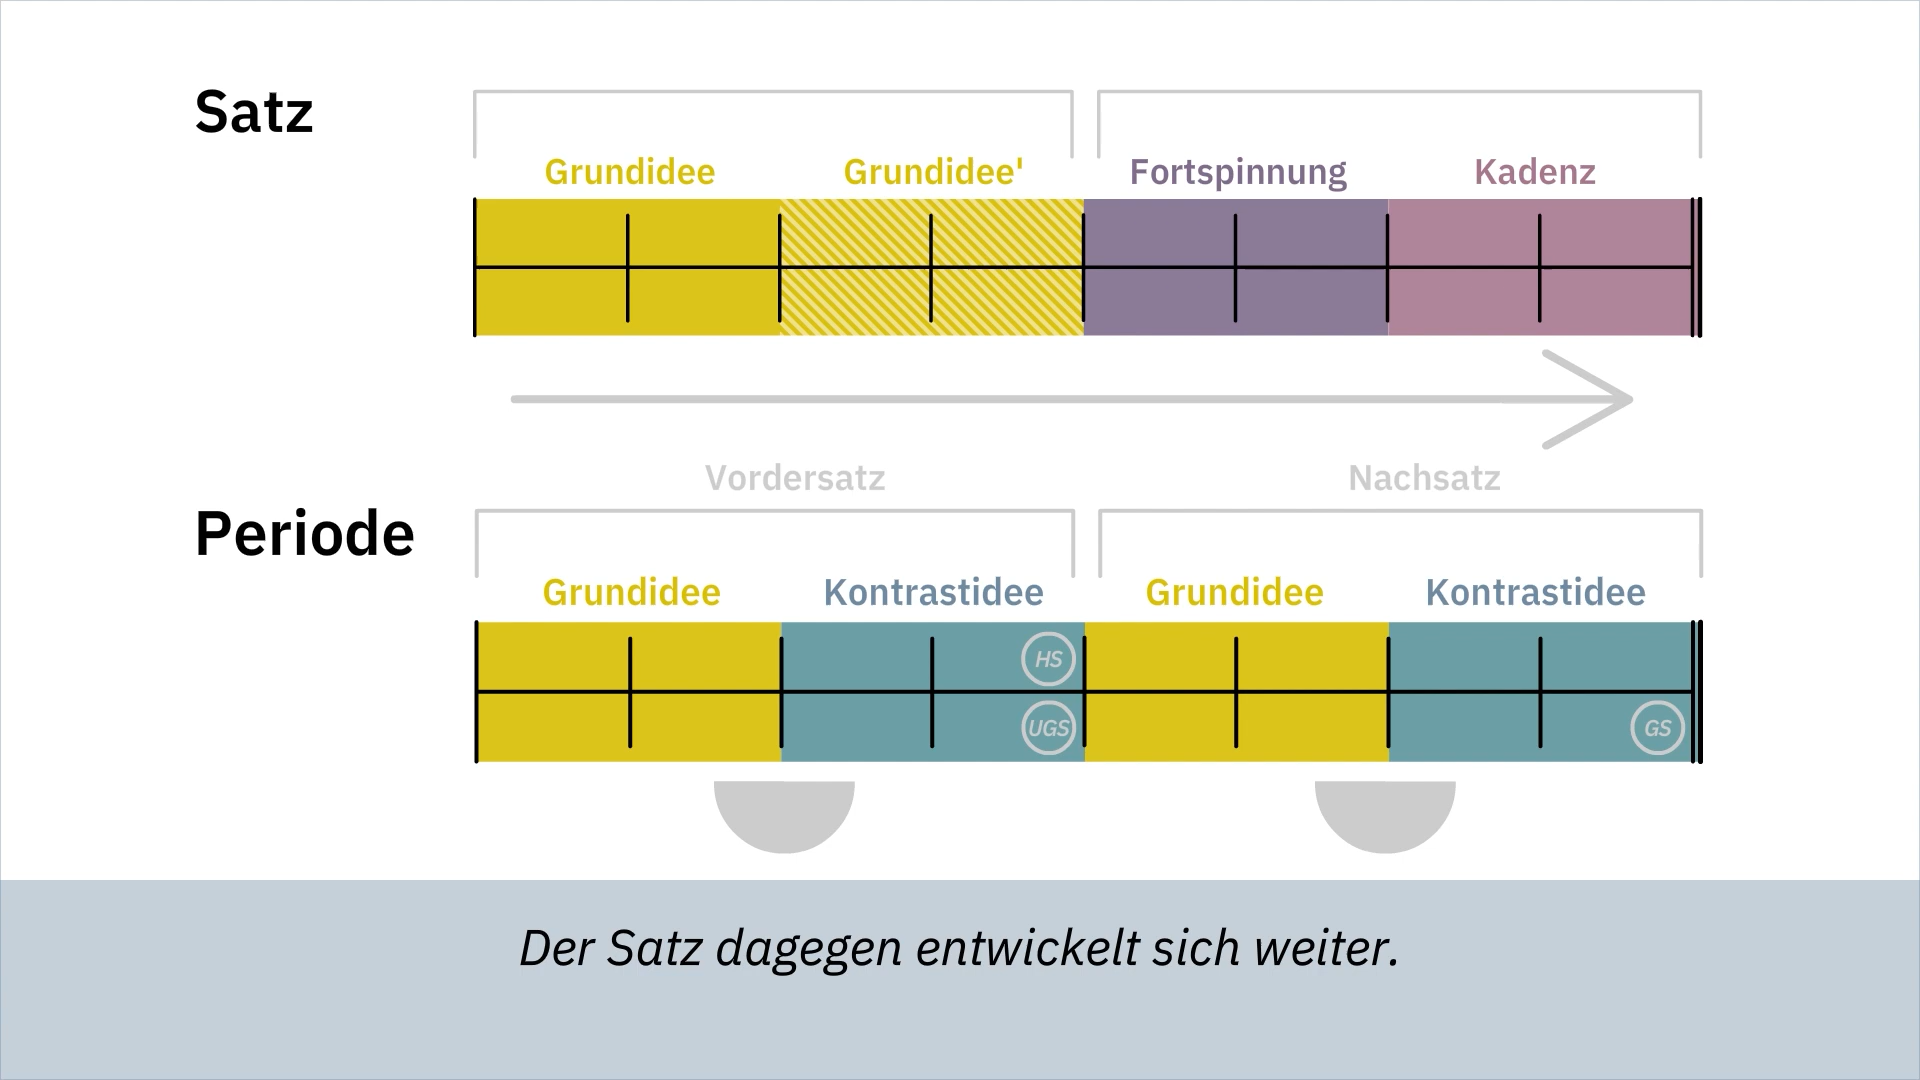 Satz
Grundidee Grundidee' Fortspinnung Kadenz
Vordersatz Nachsatz
Periode
Grundidee Kontrastidee Grundidee Kontrastidee
HS
UGS GS
Der Satz dagegen entwickelt sich weiter.